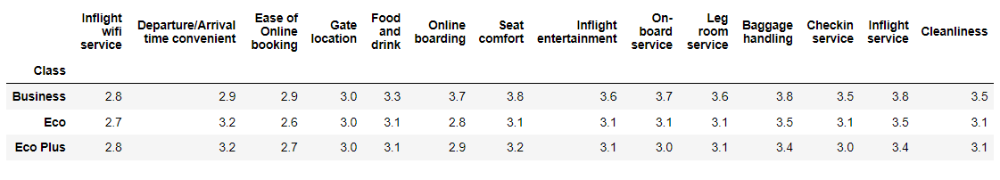 Inflight wifi service Departure/Arrival time convenient Ease of Online booking Gate location Food and drink Online boarding Seat comfort Inflight entertainment On-board service Leg room service Baggage handling Checkin service Inflight service Cleanliness
Class
Business 2.8 2.9 2.9 3.0 3.3 3.7 3.8 3.6 3.7 3.6 3.8 3.5 3.8 3.5
Eco 2.7 3.2 2.6 3.0 3.1 2.8 3.1 3.1 3.1 3.1 3.5 3.1 3.5 3.1
Eco Plus 2.8 3.2 2.7 3.0 3.1 2.9 3.2 3.1 3.0 3.1 3.4 3.0 3.4 3.1